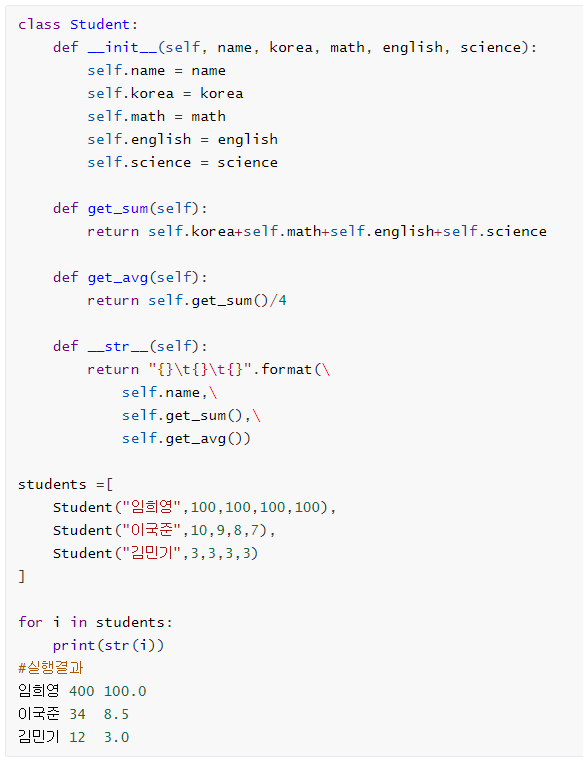 class Student:
    def __init__(self, name, korea, math, english, science):
        self.name = name
        self.korea = korea
        self.math = math
        self.english = english
        self.science = science

    def get_sum(self):
        return self.korea+self.math+self.english+self.science

    def get_avg(self):
        return self.get_sum()/4

    def __str__(self):
        return "{}\t{}\t{}".format(\
            self.name,\
            self.get_sum(),\
            self.get_avg())

students =[
    Student("임희영",100,100,100,100),
    Student("이국준",10,9,8,7),
    Student("김민기",3,3,3,3)
]

for i in students:
    print(str(i))
#실행결과
임희영 400 100.0
이국준 34  8.5
김민기 12  3.0